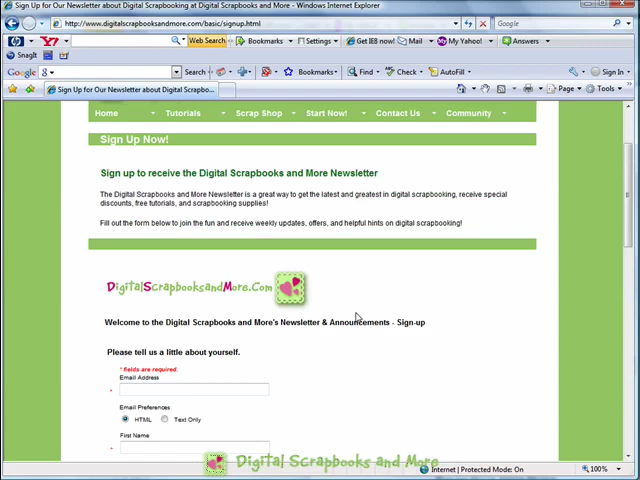 Sign Up for Our Newsletter about Digital Scrapbooking at Digital Scrapbooks and More - Windows Internet Explorer
http://www.digitalscrapbooksandmore.com/basic/signup.html
Google
Web Search
Bookmarks
Settings
Get IE8 now!
Mail
My Yahoo!
Answers
SnagIt
Google
Search
Bookmarks
Find
Check
AutoFill
Sign In
Sign Up for Our Newsletter about Digital Scrapboo...
Page
Tools
Home
Tutorials
Scrap Shop
Start Now!
Contact Us
Community
Sign Up Now!
Sign up to receive the Digital Scrapbooks and More Newsletter
The Digital Scrapbooks and More Newsletter is a great way to get the latest and greatest in digital scrapbooking, receive special
discounts, free tutorials, and scrapbooking supplies!
Fill out the form below to join the fun and receive weekly updates, offers, and helpful hints on digital scrapbooking!
DigitalScrapbooksandMore.Com
Welcome to the Digital Scrapbooks and More's Newsletter & Announcements - Sign-up
Please tell us a little about yourself.
* fields are required
Email Address
*
Email Preferences
HTML
Text Only
First Name
*
Digital Scrapbooks and More
Internet | Protected Mode: On
100%